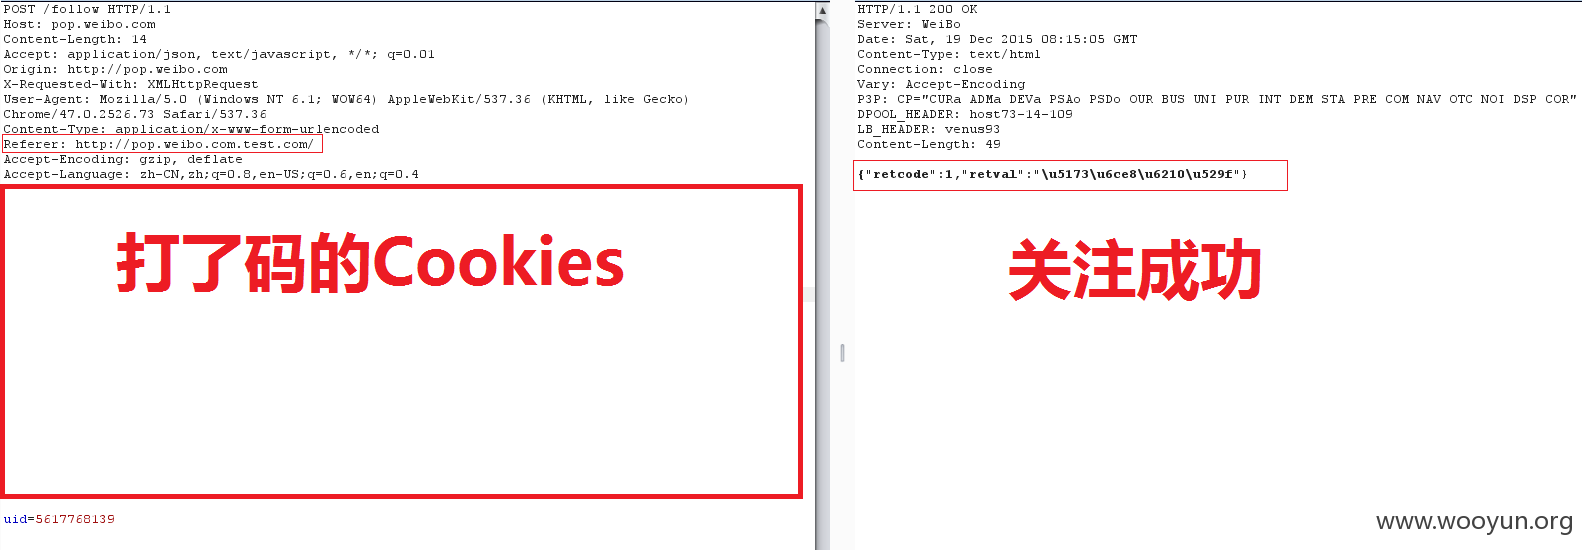 POST /follow HTTP/1.1
Host: pop.weibo.com
Content-Length: 14
Accept: application/json, text/javascript, */*; q=0.01
Origin: http://pop.weibo.com
X-Requested-With: XMLHttpRequest
User-Agent: Mozilla/5.0 (Windows NT 6.1; WOW64) AppleWebKit/537.36 (KHTML, like Gecko)
Chrome/47.0.2526.73 Safari/537.36
Content-Type: application/x-www-form-urlencoded
Referer: http://pop.weibo.com.test.com/
Accept-Encoding: gzip, deflate
Accept-Language: zh-CN,zh;q=0.8,en-US;q=0.6,en;q=0.4
打了码的Cookies
uid=5617768139
HTTP/1.1 200 OK
Server: WeiBo
Date: Sat, 19 Dec 2015 08:15:05 GMT
Content-Type: text/html
Connection: close
Vary: Accept-Encoding
P3P: CP="CURa ADMa DEVa PSAo PSDo OUR BUS UNI PUR INT DEM STA PRE COM NAV OTC NOI DSP COR"
DPOOL_HEADER: host73-14-109
LB_HEADER: venus93
Content-Length: 49
{"retcode":1,"retval":"\u5173\u6ce8\u6210\u529f"}
关注成功
www.wooyun.org